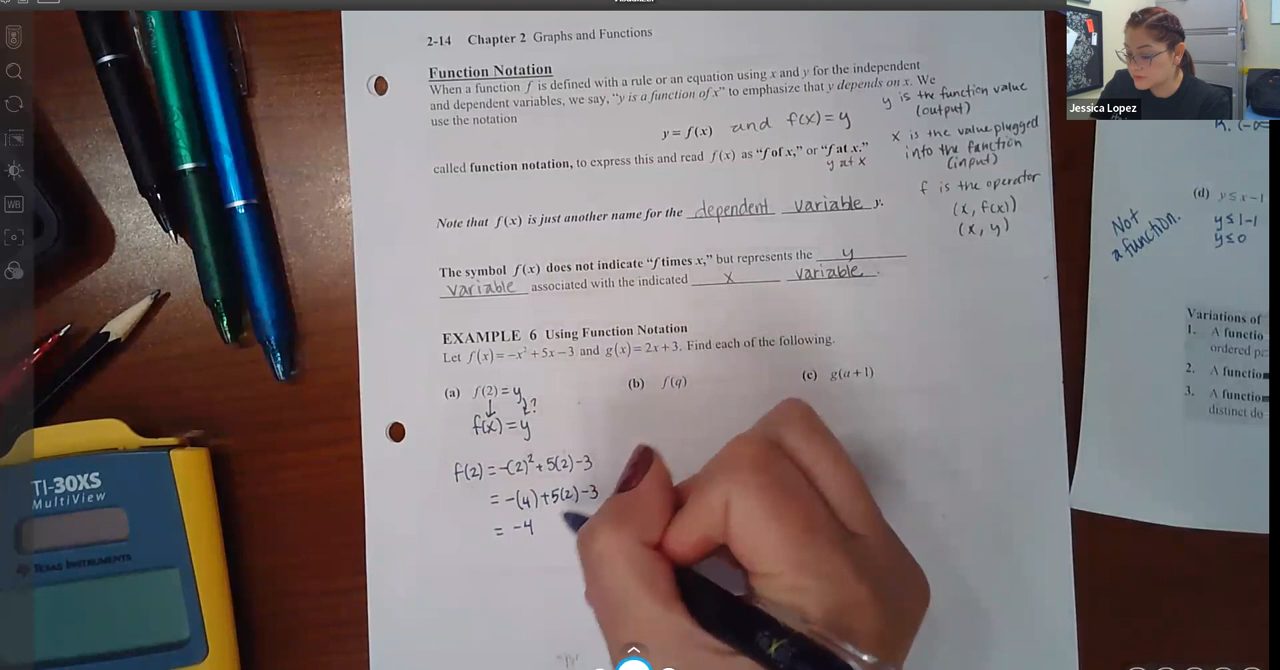 2-14 Chapter 2 Graphs and Functions
Function Notation
When a function f is defined with a rule or an equation using x and y for the independent
and dependent variables, we say, "y is a function of x" to emphasize that y depends on x. We
use the notation
y = f(x) and f(x) = y
called function notation, to express this and read f(x) as "f of x," or "f at x."
y at x
y is the function value
(output)
x is the value plugged
into the function
(input)
f is the operator
(x, f(x))
(x, y)
Note that f(x) is just another name for the dependent variable y.
The symbol f(x) does not indicate "f times x," but represents the y
variable associated with the indicated x variable.
EXAMPLE 6 Using Function Notation
Let f(x) = -x² + 5x - 3 and g(x) = 2x + 3. Find each of the following.
(a) f(2) = y
?
f(x) = y
f(2) = -(2)² + 5(2) - 3
= -(4) + 5(2) - 3
= -4
(b) f(q)
(c) g(a + 1)
Jessica Lopez
(d) y ≤ x - 1
y ≤ 1 - 1
y ≤ 0
Not
a function.
Variations of
1. A functio
ordered p
2. A function
3. A function
distinct do
TI-30XS
MultiView
TEXAS INSTRUMENTS
WB